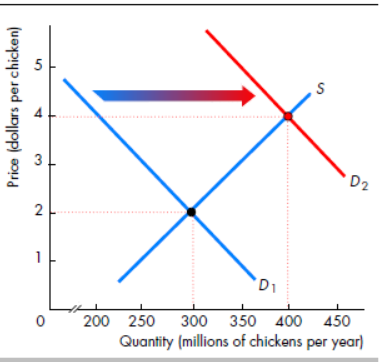 Price (dollars per chicken)
5
4
3
2
1
0
S
D2
D1
200 250 300 350 400 450
Quantity (millions of chickens per year)